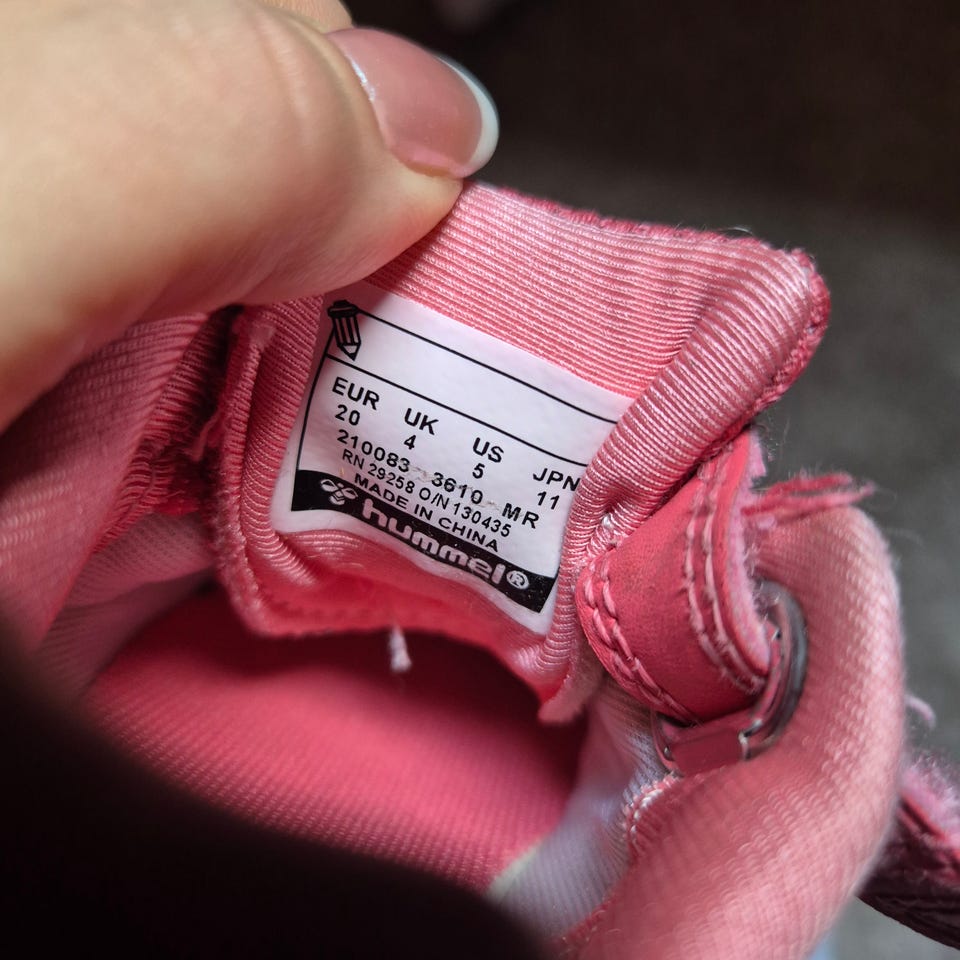 EUR UK US JPN
20 4 5 11
210083 3610 MR
RN 29258 O/N 130435
MADE IN CHINA
hummel®